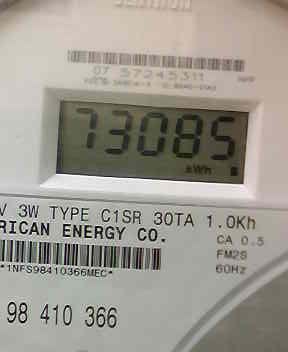 CENTRON
07 57245311
73085
kWh
V 3W TYPE C1SR 30TA 1.0Kh
RICAN ENERGY CO.
CA 0.5
FM2S
60Hz
*1NFS98410366MEC*
98 410 366